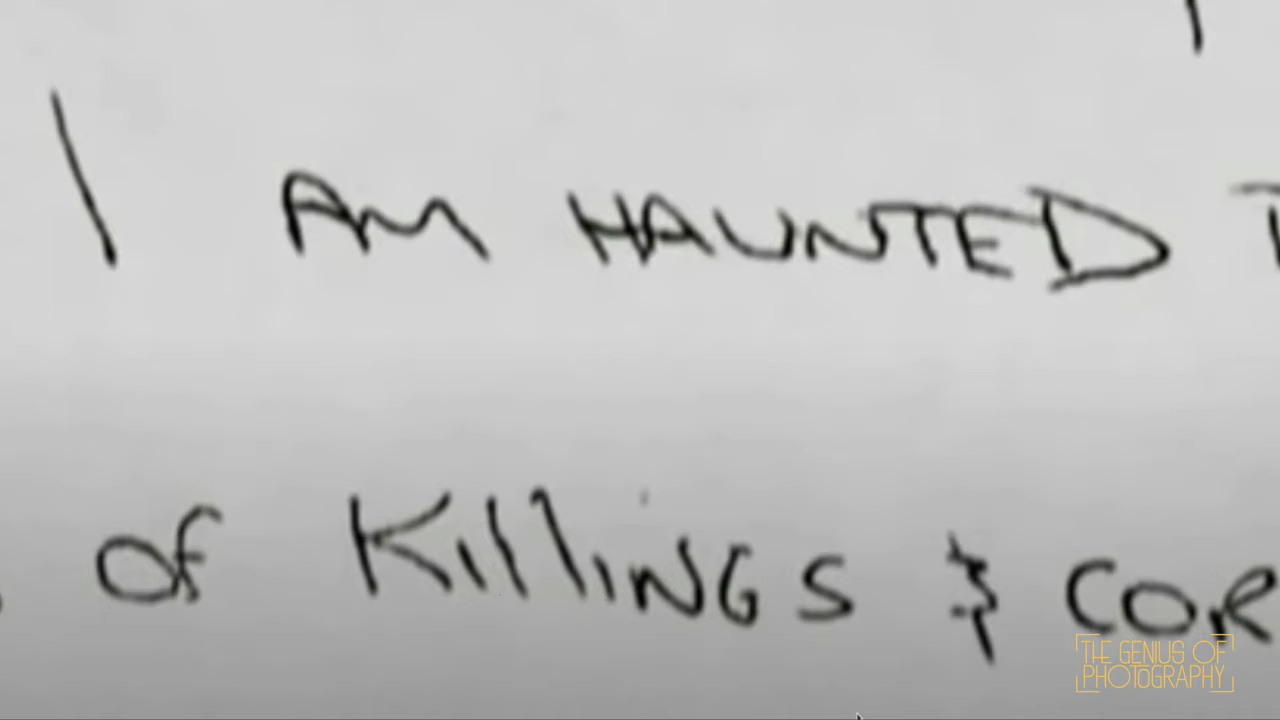 I AM HAUNTED
of Killings & COR
THE GENIUS OF
PHOTOGRAPHY